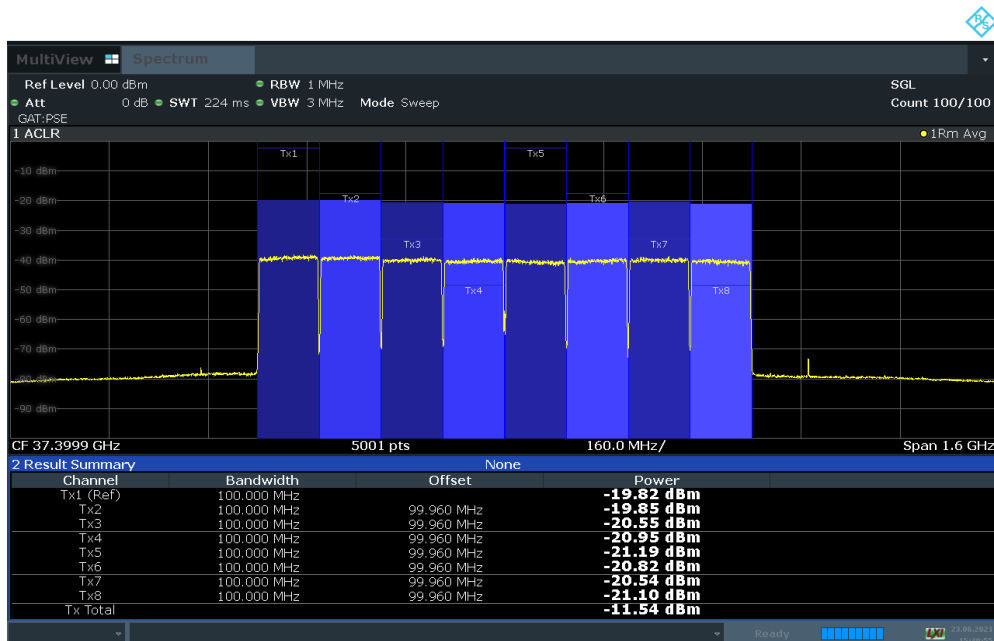 R&S
MultiView Spectrum
Ref Level 0.00 dBm RBW 1 MHz SGL
Att 0 dB SWT 224 ms VBW 3 MHz Mode Sweep Count 100/100
GAT:PSE
1 ACLR 1Rm Avg
Tx1 Tx5
-10 dBm
-20 dBm Tx2 Tx6
-30 dBm
Tx3 Tx7
-40 dBm
-50 dBm Tx4 Tx8
-60 dBm
-70 dBm
-80 dBm
-90 dBm
CF 37.3999 GHz 5001 pts 160.0 MHz/ Span 1.6 GHz
2 Result Summary None
Channel Bandwidth Offset Power
Tx1 (Ref) 100.000 MHz -19.82 dBm
Tx2 100.000 MHz 99.960 MHz -19.85 dBm
Tx3 100.000 MHz 99.960 MHz -20.55 dBm
Tx4 100.000 MHz 99.960 MHz -20.95 dBm
Tx5 100.000 MHz 99.960 MHz -21.19 dBm
Tx6 100.000 MHz 99.960 MHz -20.82 dBm
Tx7 100.000 MHz 99.960 MHz -20.54 dBm
Tx8 100.000 MHz 99.960 MHz -21.10 dBm
Tx Total -11.54 dBm
Ready 23.06.2021